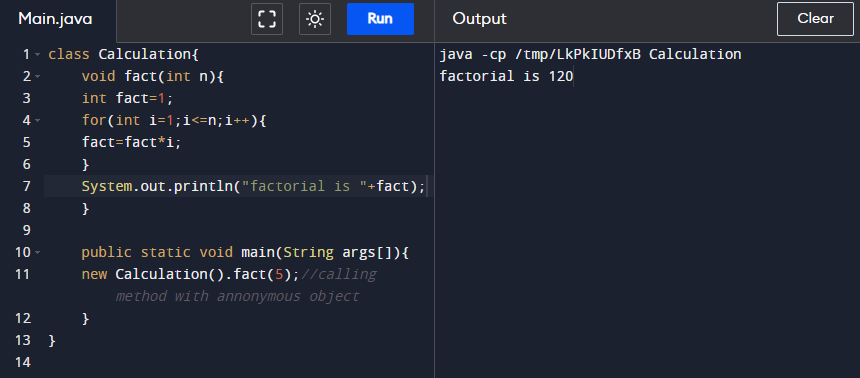 Main.java Run Output Clear
1 class Calculation{
2     void fact(int n){
3     int fact=1;
4     for(int i=1;i<=n;i++){
5     fact=fact*i;
6     }
7     System.out.println("factorial is "+fact);
8     }
9
10     public static void main(String args[]){
11     new Calculation().fact(5);//calling
        method with annonymous object
12     }
13 }
14
java -cp /tmp/LkPkIUDfxB Calculation
factorial is 120